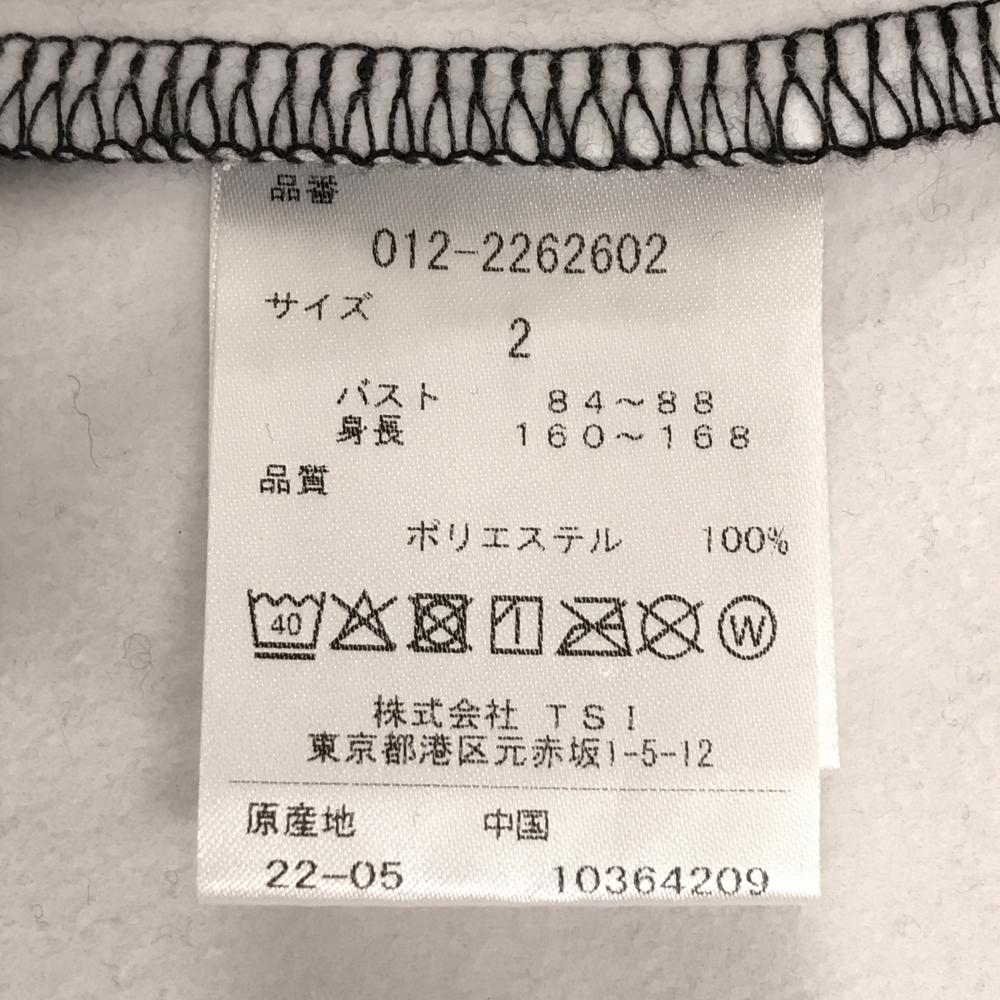 品番
012-2262602
サイズ
2
バスト 84～88
身長 160～168
品質
ポリエステル 100%
40 W
株式会社 TSI
東京都港区元赤坂1-5-12
原産地 中国
22-05 10364209